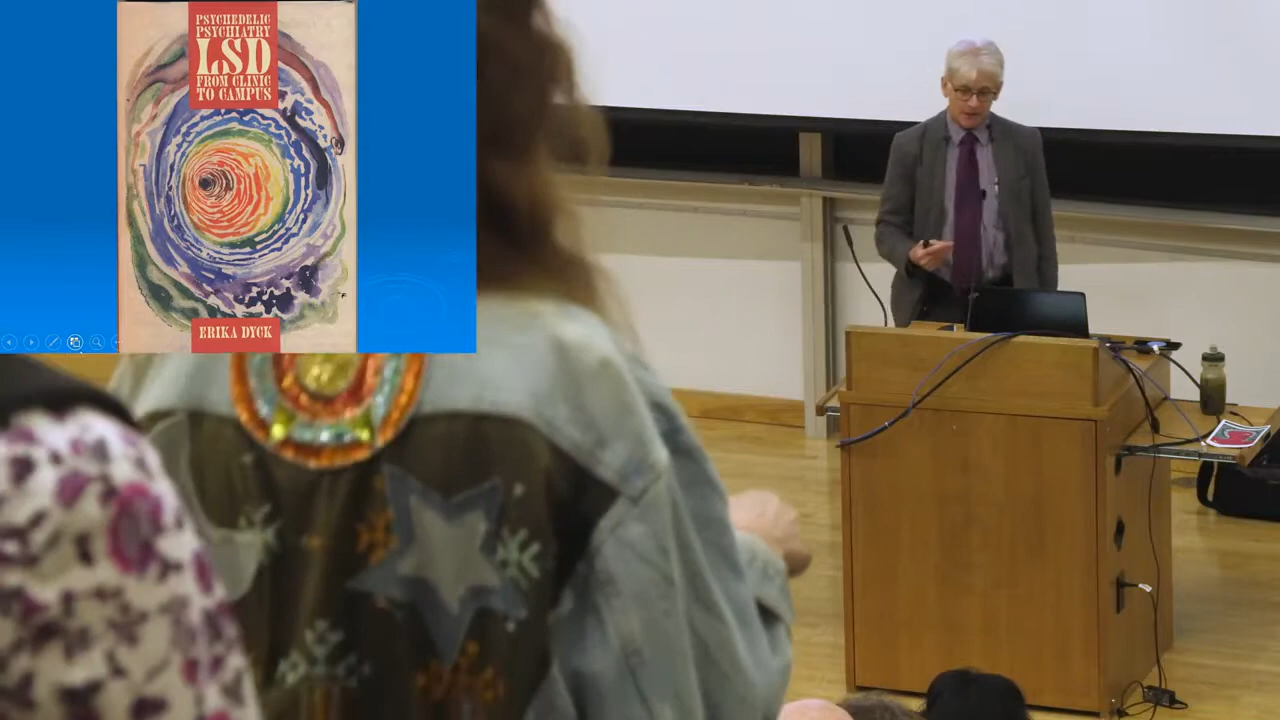 PSYCHEDELIC
PSYCHIATRY
LSD
FROM CLINIC
TO CAMPUS
ERIKA DYCK